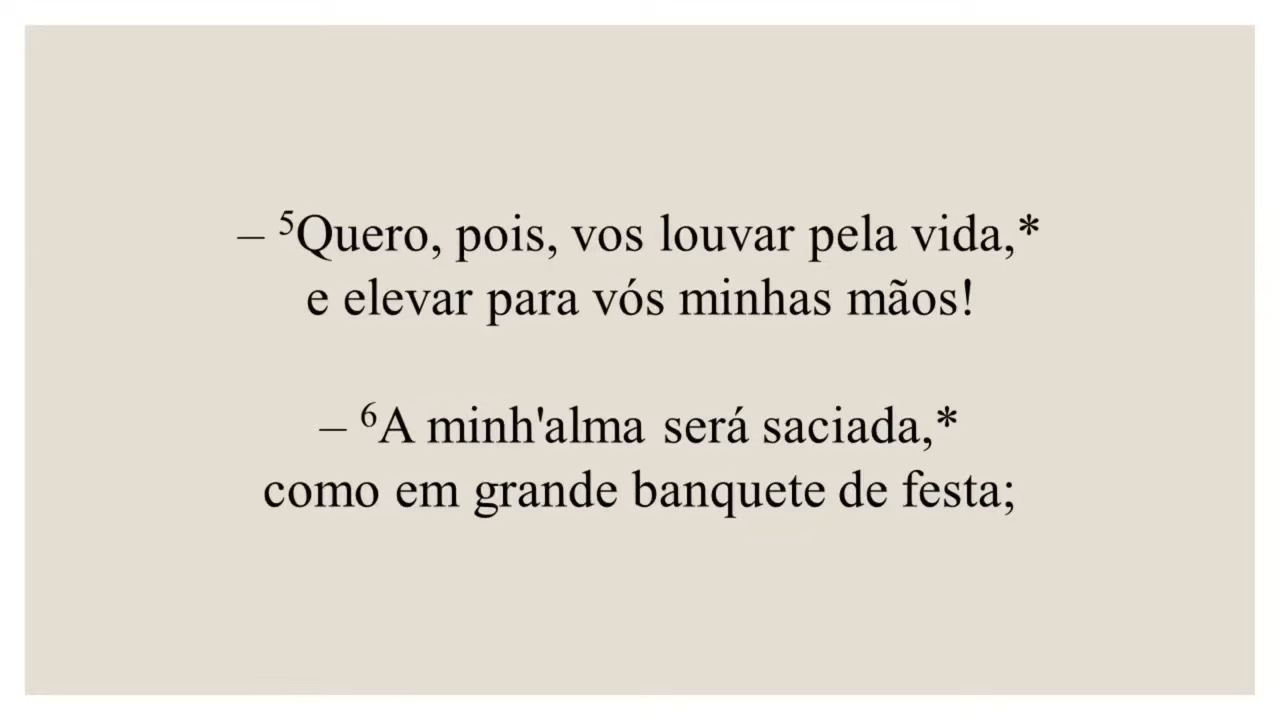 – ⁵Quero, pois, vos louvar pela vida,*
e elevar para vós minhas mãos!
– ⁶A minh'alma será saciada,*
como em grande banquete de festa;